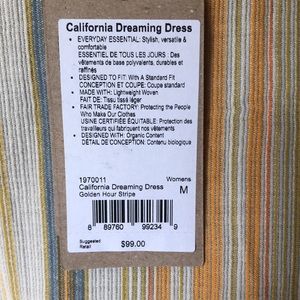 California Dreaming Dress
• EVERYDAY ESSENTIAL: Stylish, versatile &
comfortable
ESSENTIEL DE TOUS LES JOURS : Des
vêtements de base polyvalents, durables et
raffinés
• DESIGNED TO FIT: With A Standard Fit
CONCEPTION ET COUPE: Coupe standard
• MADE WITH: Lightweight Woven
FAIT DE: Tissu tissé léger
• FAIR TRADE FACTORY: Protecting the People
Who Make Our Clothes
USINE CERTIFIÉE ÉQUITABLE: Protection des
travailleurs qui fabriquent nos vêtements
• DESIGNED WITH: Organic Content
DÉTAIL DE CONCEPTION: Contenu biologique
1970011 Womens
California Dreaming Dress M
Golden Hour Stripe
8 89760 99234 9
Suggested
Retail $99.00